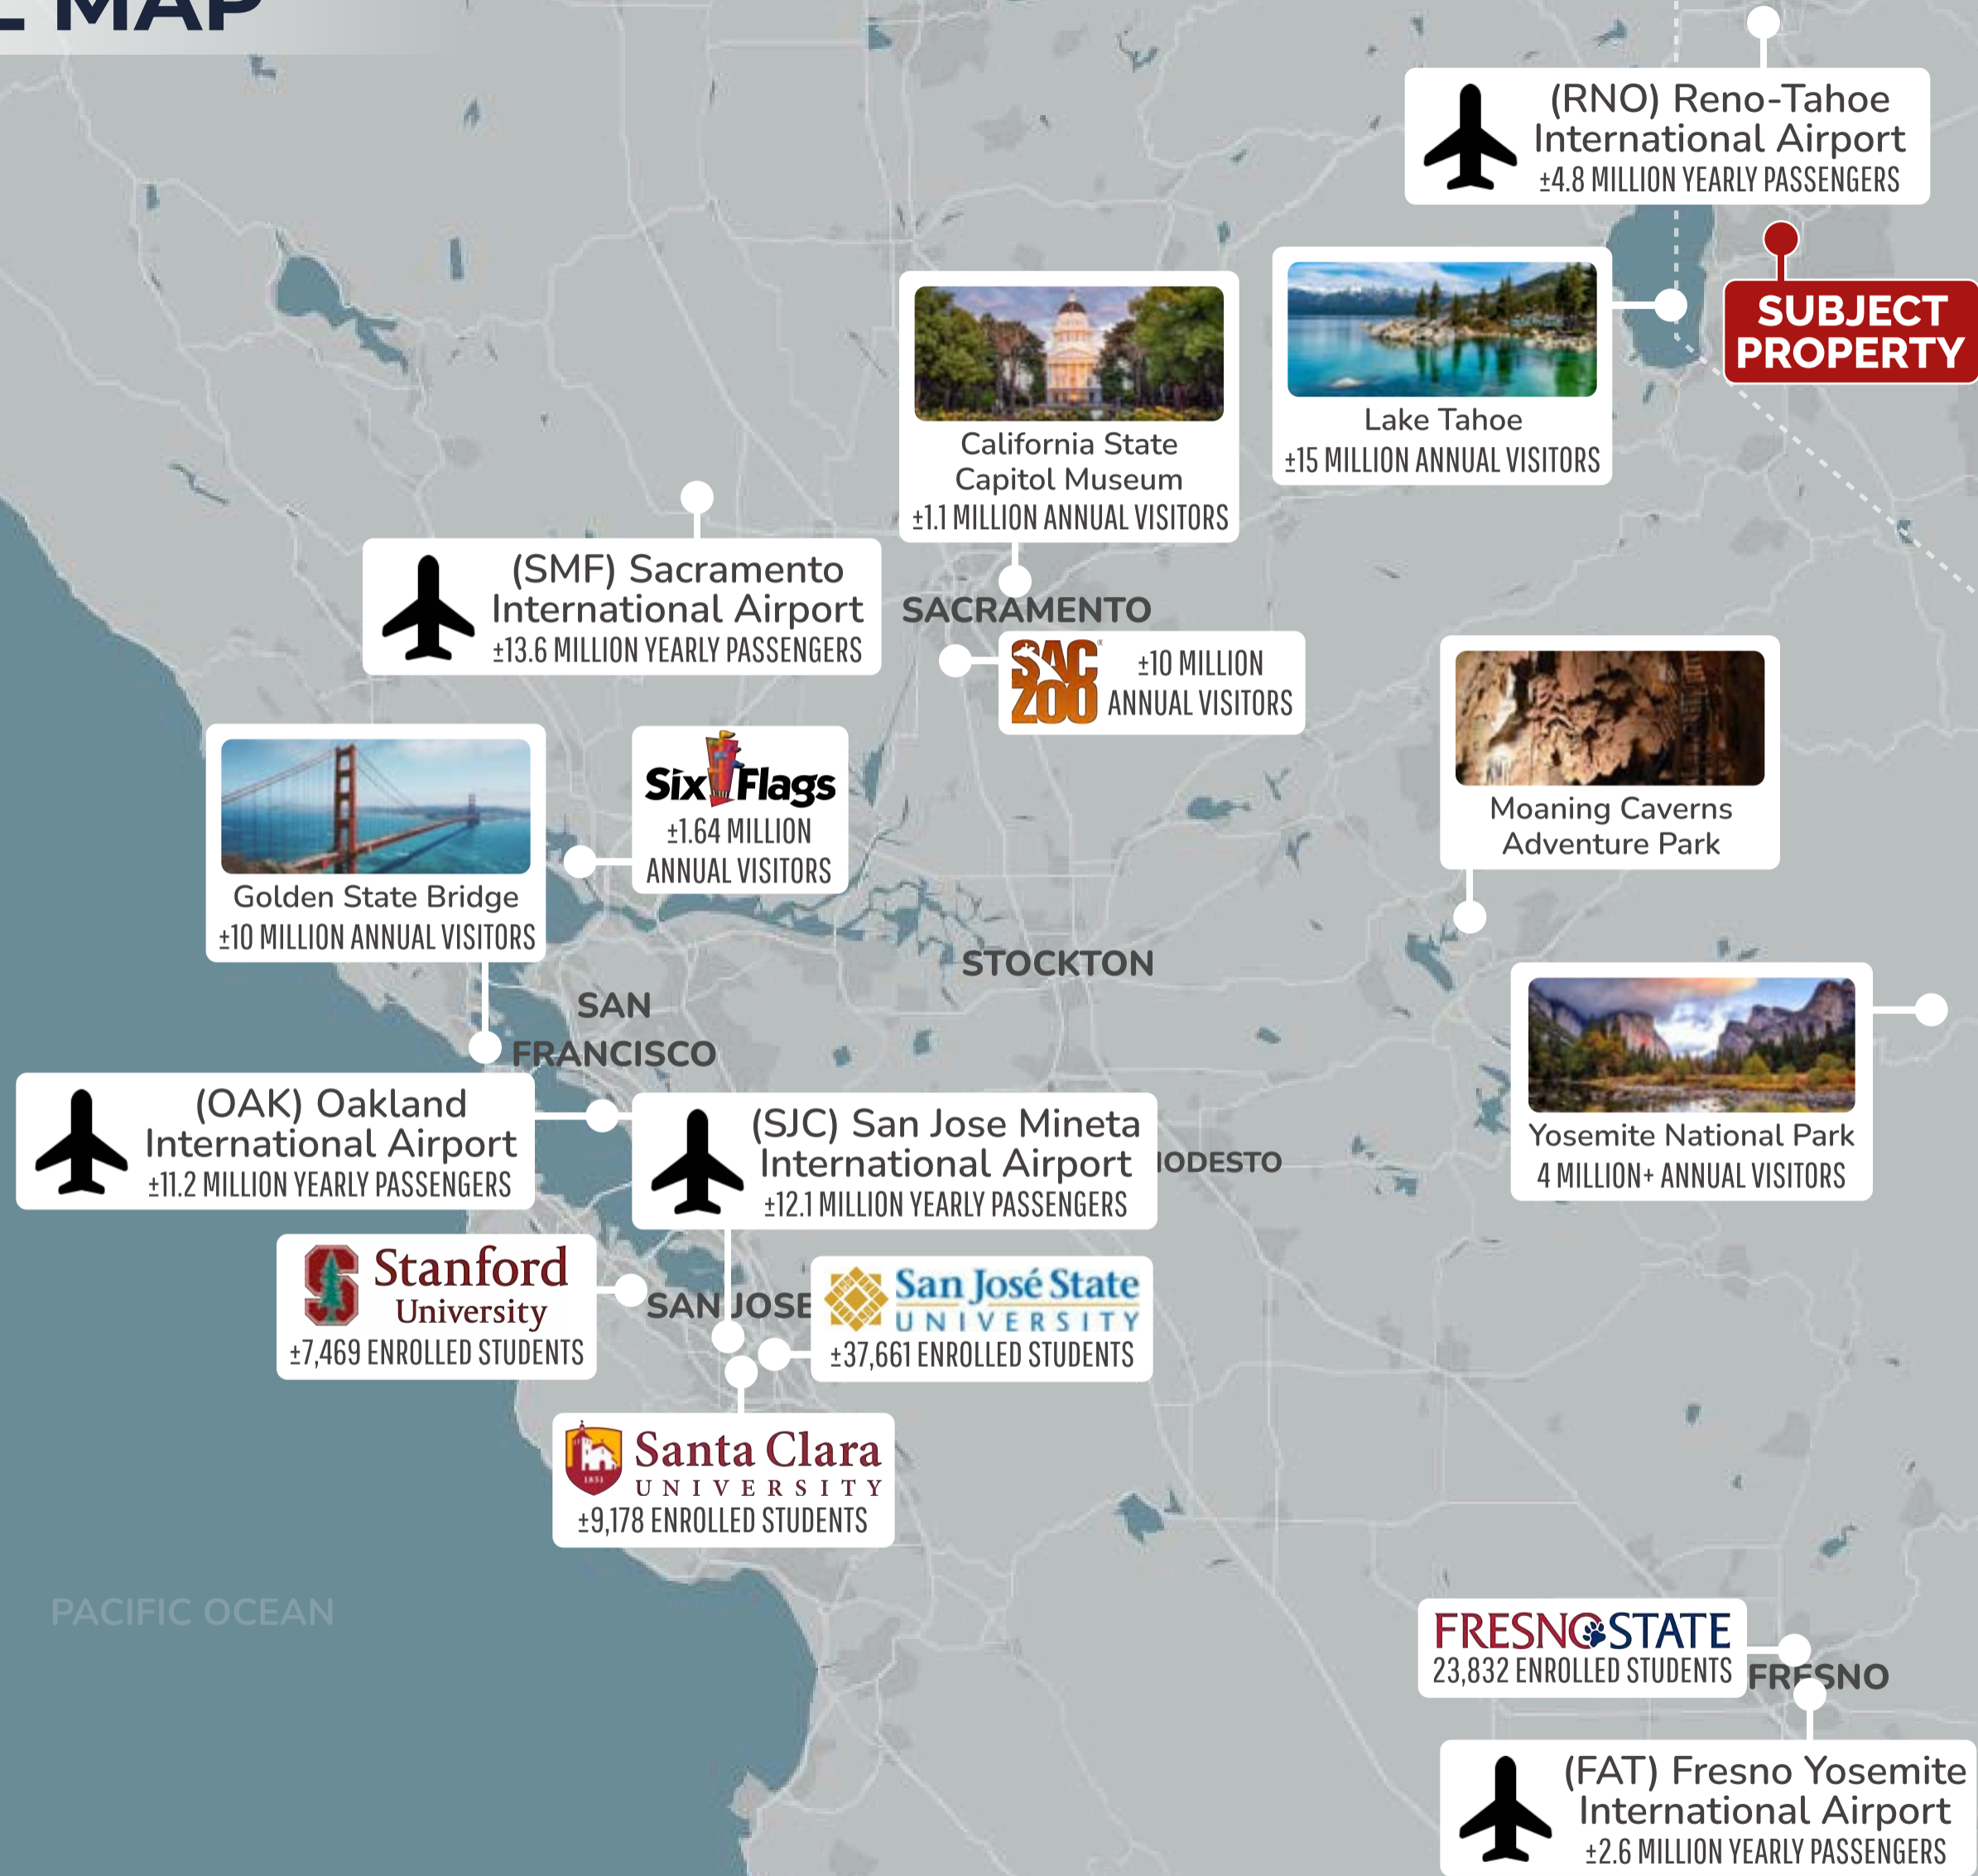 MAP
(RNO) Reno-Tahoe
International Airport
±4.8 MILLION YEARLY PASSENGERS
SUBJECT
PROPERTY
Lake Tahoe
±15 MILLION ANNUAL VISITORS
California State
Capitol Museum
±1.1 MILLION ANNUAL VISITORS
(SMF) Sacramento
International Airport
±13.6 MILLION YEARLY PASSENGERS
SACRAMENTO
SAC
ZOO
±10 MILLION
ANNUAL VISITORS
Moaning Caverns
Adventure Park
Six Flags
±1.64 MILLION
ANNUAL VISITORS
Golden State Bridge
±10 MILLION ANNUAL VISITORS
STOCKTON
SAN
FRANCISCO
Yosemite National Park
4 MILLION+ ANNUAL VISITORS
(OAK) Oakland
International Airport
±11.2 MILLION YEARLY PASSENGERS
(SJC) San Jose Mineta
International Airport
±12.1 MILLION YEARLY PASSENGERS
ODESTO
Stanford
University
±7,469 ENROLLED STUDENTS
SAN JOSE
San José State
UNIVERSITY
±37,661 ENROLLED STUDENTS
1851
Santa Clara
UNIVERSITY
±9,178 ENROLLED STUDENTS
PACIFIC OCEAN
FRESNO STATE
23,832 ENROLLED STUDENTS
FRESNO
(FAT) Fresno Yosemite
International Airport
±2.6 MILLION YEARLY PASSENGERS